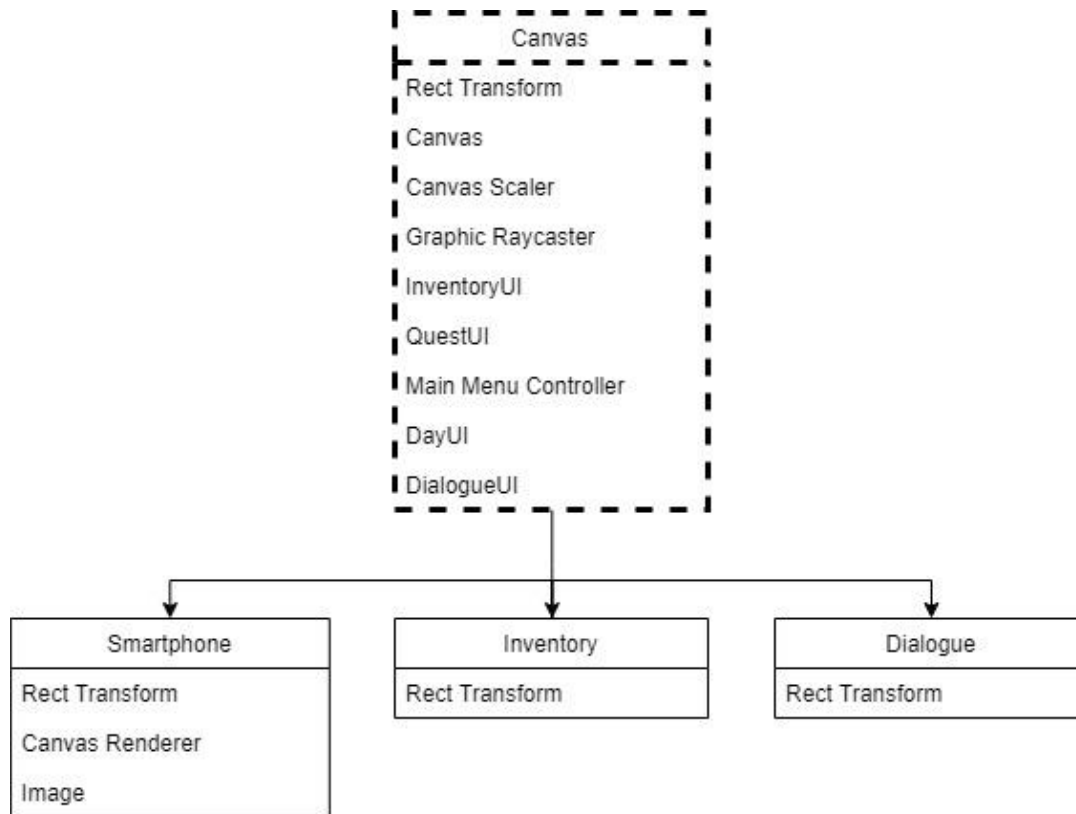 Canvas
Rect Transform
Canvas
Canvas Scaler
Graphic Raycaster
InventoryUI
QuestUI
Main Menu Controller
DayUI
DialogueUI
Smartphone
Rect Transform
Canvas Renderer
Image
Inventory
Rect Transform
Dialogue
Rect Transform